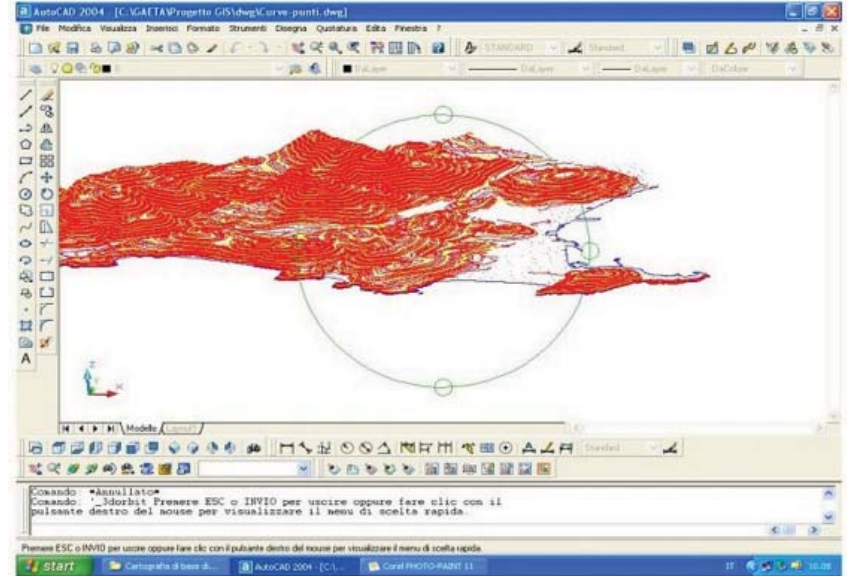 AutoCAD 2004 - [C:\GAETA\Progetto GIS\dwg\Curve-punti.dwg]
File Modifica Visualizza Inserisci Formato Strumenti Disegna Quotatura Edita Finestra ?
STANDARD Standard
DaLayer DaLayer DaLayer DaColore
A
Z
X
Modello Layout1
Standard
Comando: *Annullato*
Comando: '_3dorbit Premere ESC o INVIO per uscire oppure fare clic con il
pulsante destro del mouse per visualizzare il menu di scelta rapida.
Premere ESC o INVIO per uscire oppure fare clic con il pulsante destro del mouse per visualizzare il menu di scelta rapida.
start Cartografia di base di... AutoCAD 2004 - [C:\... Corel PHOTO-PAINT 11 IT 10.08